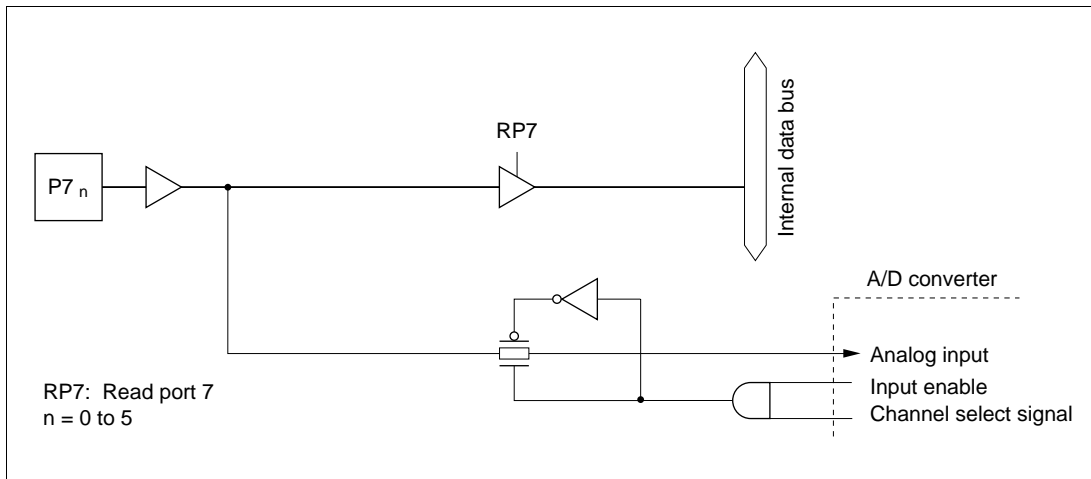 RP7
P7 n
Internal data bus
A/D converter
Analog input
Input enable
Channel select signal
RP7: Read port 7
n = 0 to 5